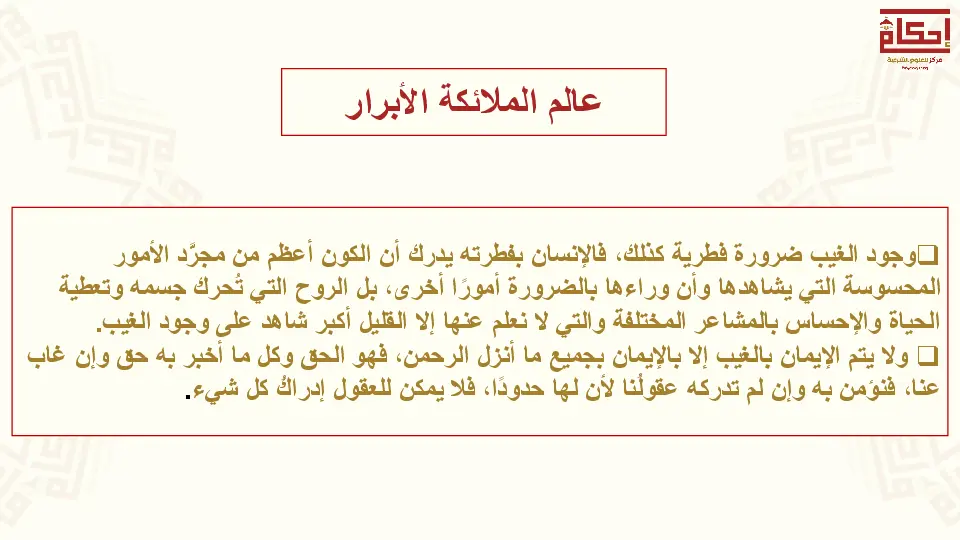 إحكام
مركز للعلوم الشرعية
عالم الملائكة الأبرار
❑وجود الغيب ضرورة فطرية كذلك، فالإنسان بفطرته يدرك أن الكون أعظم من مجرَّد الأمور
المحسوسة التي يشاهدها وأن وراءها بالضرورة أمورًا أخرى، بل الروح التي تُحرك جسمه وتعطية
الحياة والإحساس بالمشاعر المختلفة والتي لا نعلم عنها إلا القليل أكبر شاهد على وجود الغيب.
❑ ولا يتم الإيمان بالغيب إلا بالإيمان بجميع ما أنزل الرحمن، فهو الحق وكل ما أخبر به حق وإن غاب
عنا، فنؤمن به وإن لم تدركه عقولُنا لأن لها حدودًا، فلا يمكن للعقول إدراكُ كل شيء.